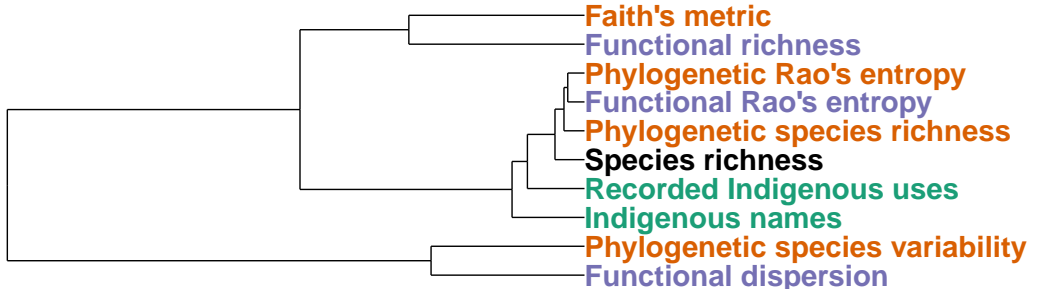 Faith's metric
Functional richness
Phylogenetic Rao's entropy
Functional Rao's entropy
Phylogenetic species richness
Species richness
Recorded Indigenous uses
Indigenous names
Phylogenetic species variability
Functional dispersion